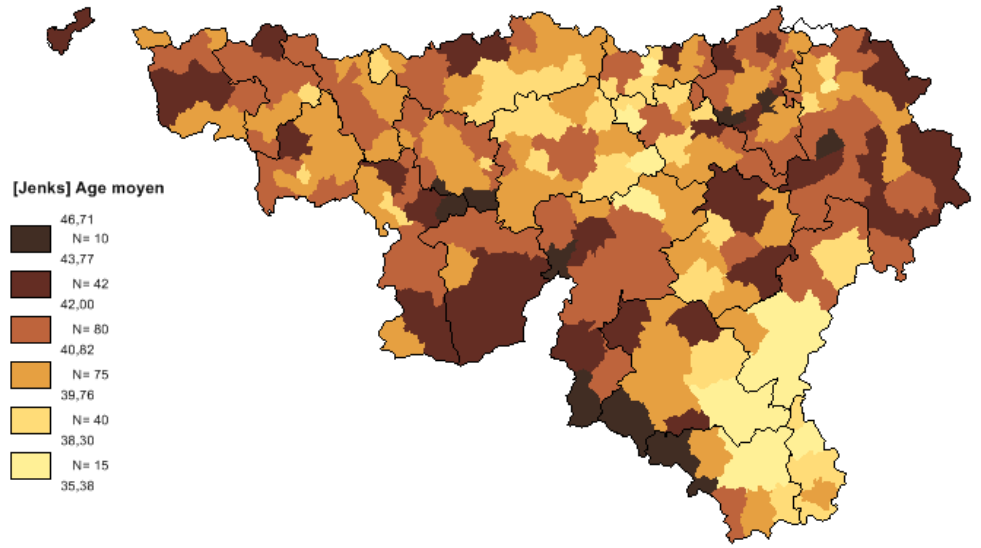 [Jenks] Age moyen
46,71
N= 10
43,77
N= 42
42,00
N= 80
40,82
N= 75
39,76
N= 40
38,30
N= 15
35,38